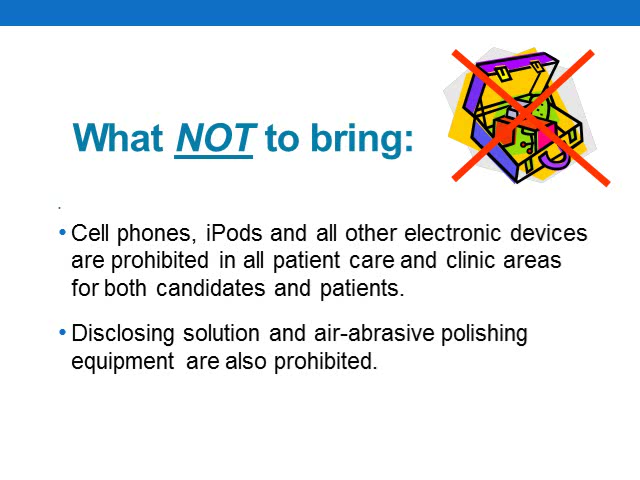 What NOT to bring:
•
• Cell phones, iPods and all other electronic devices
are prohibited in all patient care and clinic areas
for both candidates and patients.
• Disclosing solution and air-abrasive polishing
equipment are also prohibited.